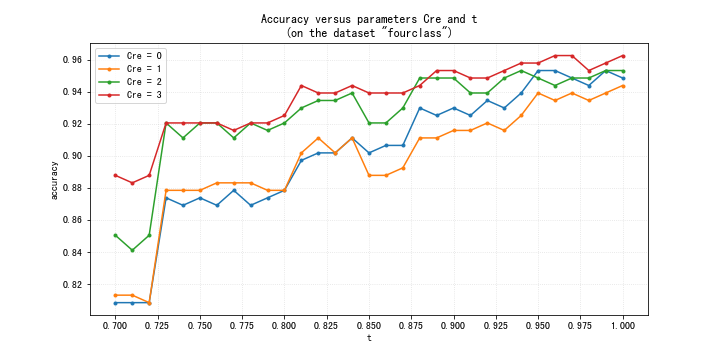 Accuracy versus parameters Cre and t
(on the dataset "fourclass")
Cre = 0
Cre = 1
Cre = 2
Cre = 3
accuracy
0.96
0.94
0.92
0.90
0.88
0.86
0.84
0.82
0.700 0.725 0.750 0.775 0.800 0.825 0.850 0.875 0.900 0.925 0.950 0.975 1.000
t